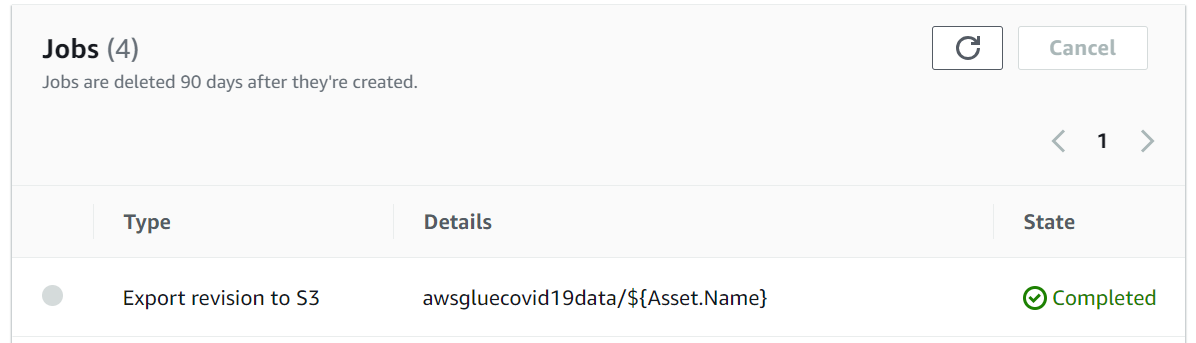 Jobs (4)
Cancel
Jobs are deleted 90 days after they're created.
1
Type Details State
Export revision to S3 awsgluecovid19data/${Asset.Name} Completed